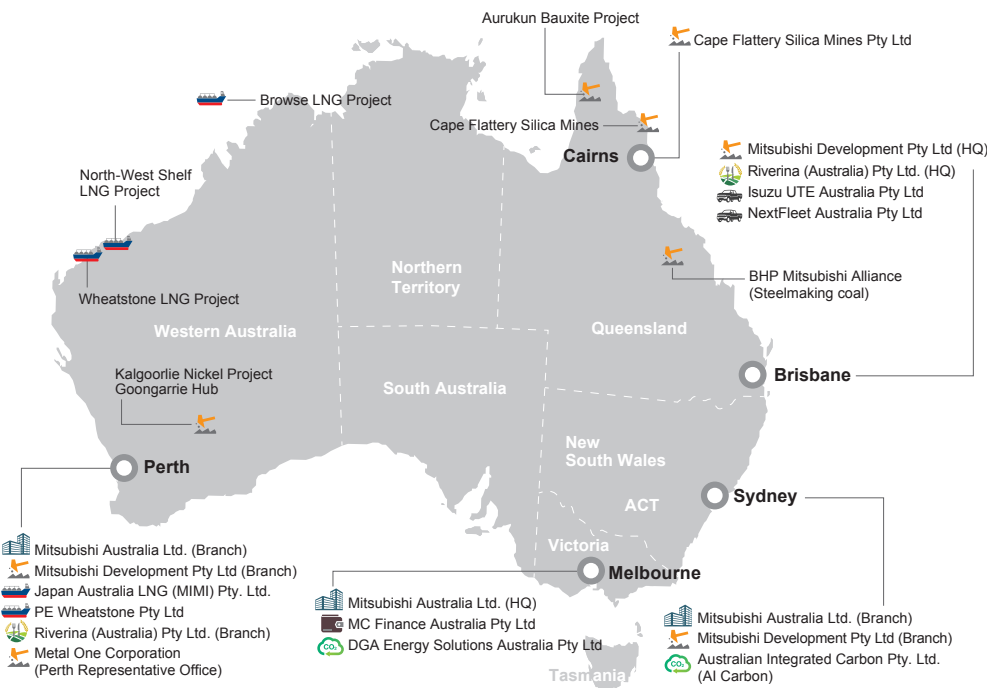 Aurukun Bauxite Project
Cape Flattery Silica Mines Pty Ltd
Browse LNG Project
Cape Flattery Silica Mines
Cairns
Mitsubishi Development Pty Ltd (HQ)
Riverina (Australia) Pty Ltd. (HQ)
Isuzu UTE Australia Pty Ltd
NextFleet Australia Pty Ltd
North-West Shelf
LNG Project
Wheatstone LNG Project
Northern
Territory
BHP Mitsubishi Alliance
(Steelmaking coal)
Western Australia
Queensland
Kalgoorlie Nickel Project
Goongarrie Hub
South Australia
Brisbane
New
South Wales
Perth
Sydney
ACT
Victoria
Melbourne
Mitsubishi Australia Ltd. (Branch)
Mitsubishi Development Pty Ltd (Branch)
Japan Australia LNG (MIMI) Pty. Ltd.
PE Wheatstone Pty Ltd
Riverina (Australia) Pty Ltd. (Branch)
Metal One Corporation
(Perth Representative Office)
Mitsubishi Australia Ltd. (HQ)
MC Finance Australia Pty Ltd
CO₂
DGA Energy Solutions Australia Pty Ltd
Mitsubishi Australia Ltd. (Branch)
Mitsubishi Development Pty Ltd (Branch)
CO₂
Australian Integrated Carbon Pty. Ltd.
(AI Carbon)
Tasmania